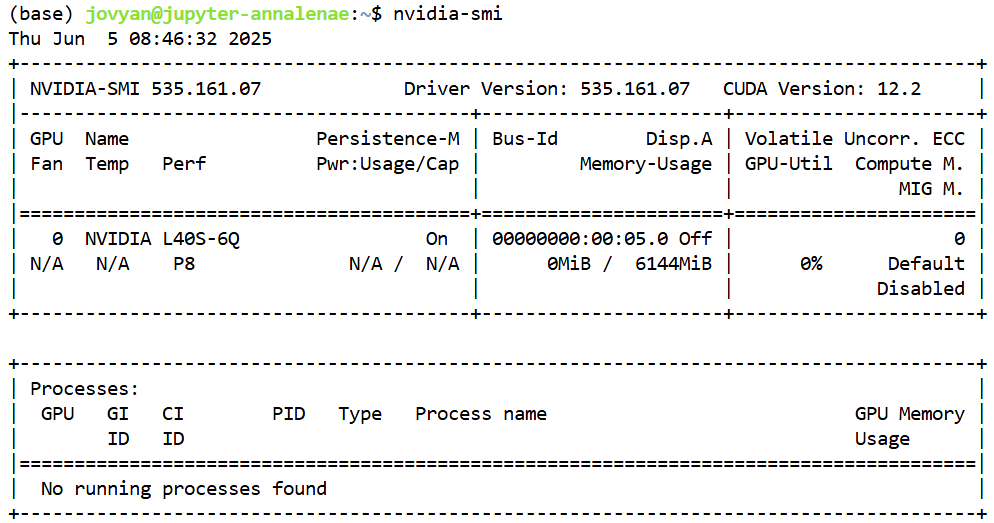 (base) jovyan@jupyter-annalenae:~$ nvidia-smi
Thu Jun  5 08:46:32 2025
+---------------------------------------------------------------------------------------+
| NVIDIA-SMI 535.161.07             Driver Version: 535.161.07   CUDA Version: 12.2     |
|-----------------------------------------+----------------------+----------------------+
| GPU  Name                 Persistence-M | Bus-Id        Disp.A | Volatile Uncorr. ECC |
| Fan  Temp   Perf          Pwr:Usage/Cap |         Memory-Usage | GPU-Util  Compute M. |
|                                         |                      |               MIG M. |
|=========================================+======================+======================|
|   0  NVIDIA L40S-6Q                 On  | 00000000:00:05.0 Off |                    0 |
| N/A   N/A    P8              N/A /  N/A |      0MiB /  6144MiB |      0%      Default |
|                                         |                      |             Disabled |
+-----------------------------------------+----------------------+----------------------+

+---------------------------------------------------------------------------------------+
| Processes:                                                                            |
|  GPU   GI   CI        PID   Type   Process name                            GPU Memory |
|        ID   ID                                                             Usage      |
|=======================================================================================|
|  No running processes found                                                           |
+---------------------------------------------------------------------------------------+